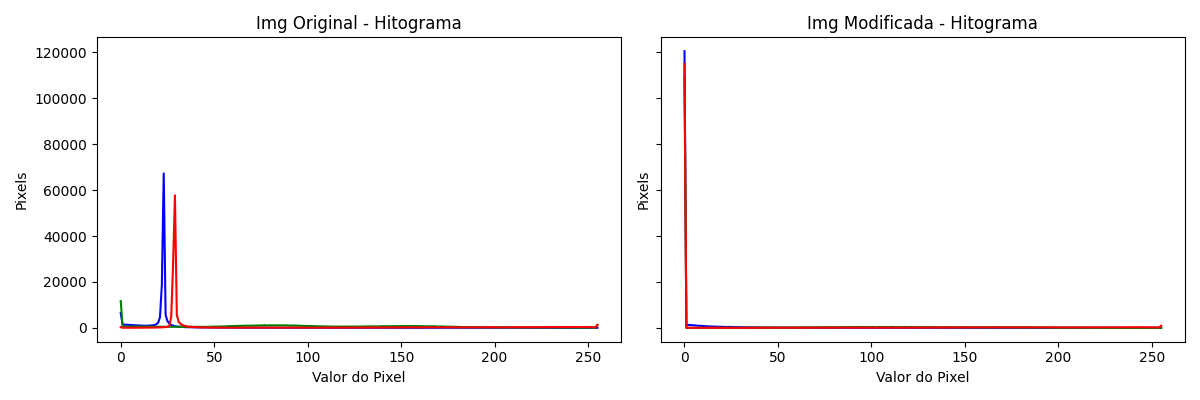 Img Original - Hitograma
Img Modificada - Hitograma
120000
100000
80000
60000
40000
20000
0
Pixels
Pixels
0 50 100 150 200 250
0 50 100 150 200 250
Valor do Pixel
Valor do Pixel